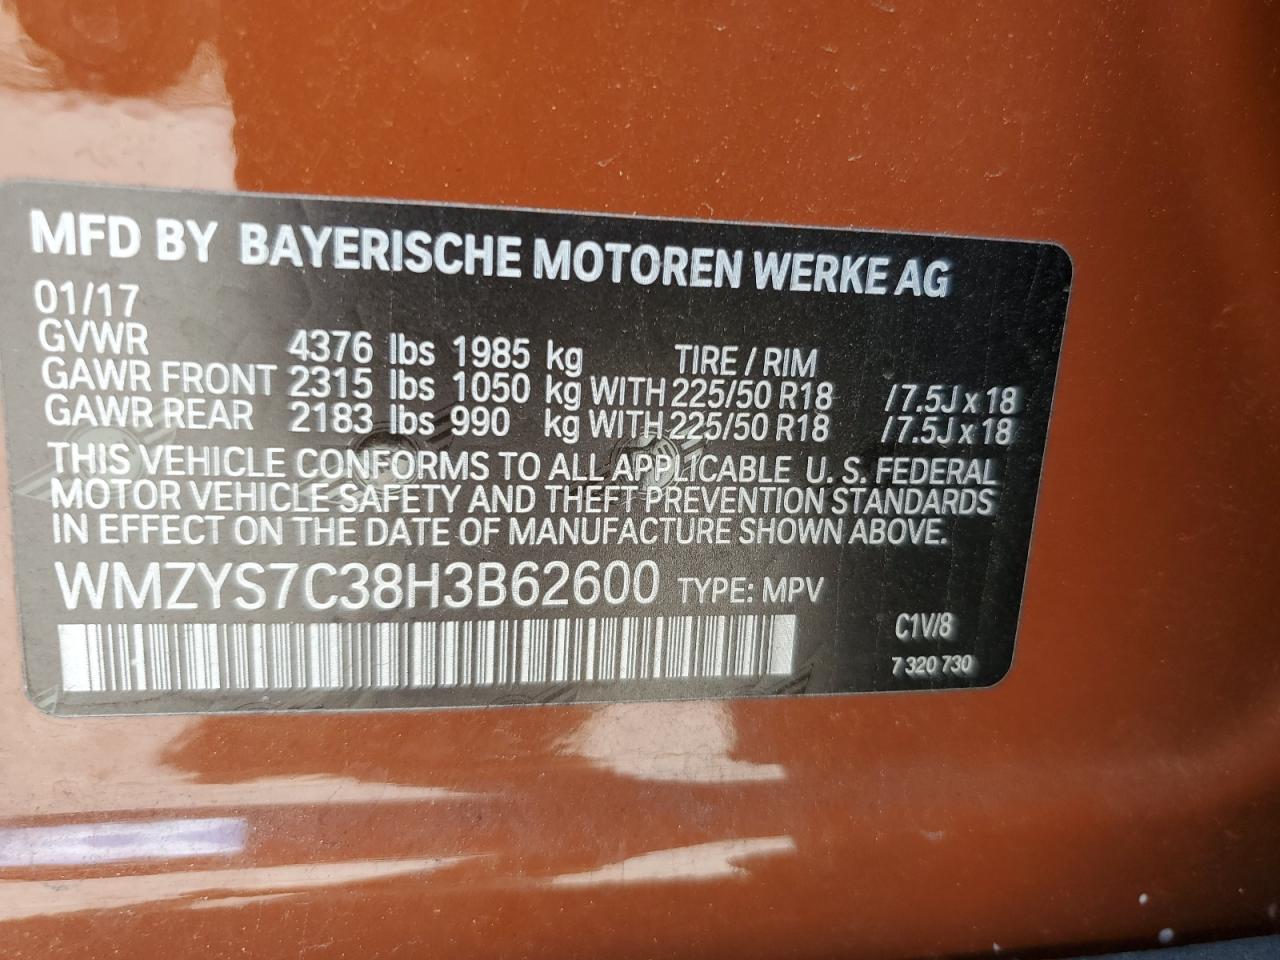 MFD BY BAYERISCHE MOTOREN WERKE AG
01/17
GVWR 4376 lbs 1985 kg TIRE / RIM
GAWR FRONT 2315 lbs 1050 kg WITH 225/50 R18 /7.5J x 18
GAWR REAR 2183 lbs 990 kg WITH 225/50 R18 /7.5J x 18
THIS VEHICLE CONFORMS TO ALL APPLICABLE U. S. FEDERAL
MOTOR VEHICLE SAFETY AND THEFT PREVENTION STANDARDS
IN EFFECT ON THE DATE OF MANUFACTURE SHOWN ABOVE.
WMZYS7C38H3B62600 TYPE: MPV
C1V/8
7 320 730